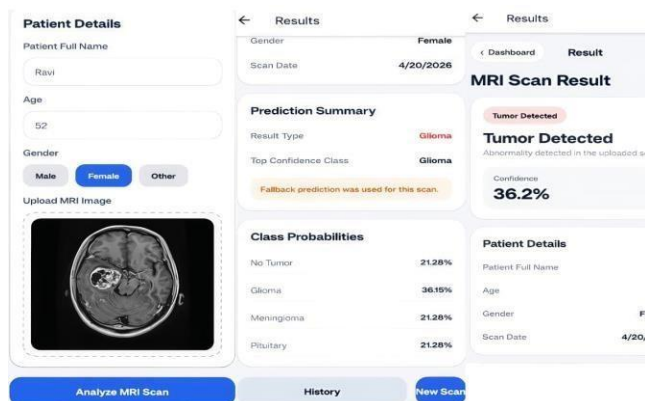 Patient Details
Patient Full Name
Ravi
Age
52
Gender
Male Female Other
Upload MRI Image
Analyze MRI Scan
← Results
Gender Female
Scan Date 4/20/2026
Prediction Summary
Result Type Glioma
Top Confidence Class Glioma
Fallback prediction was used for this scan.
Class Probabilities
No Tumor 21.28%
Glioma 36.15%
Meningioma 21.28%
Pituitary 21.28%
History New Scan
← Results
‹ Dashboard Result
MRI Scan Result
Tumor Detected
Tumor Detected
Abnormality detected in the uploaded
Confidence
36.2%
Patient Details
Patient Full Name
Age
Gender F
Scan Date 4/20/